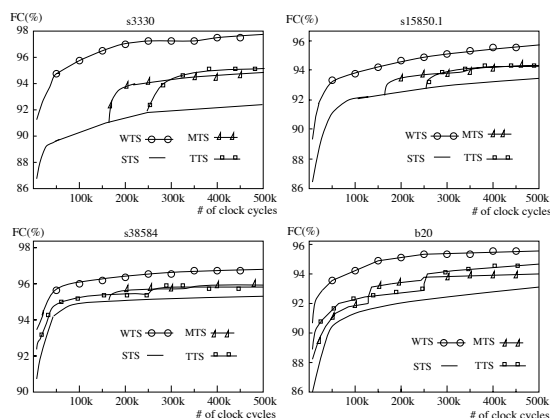 FC(%) s3330
98
96
94
92
90
88
86
WTS MTS
STS TTS
100k 200k 300k 400k 500k
# of clock cycles
FC(%) s15850.1
96
94
92
90
88
86
WTS MTS
STS TTS
100k 200k 300k 400k 500k
# of clock cycles
FC(%) s38584
98
96
94
92
90
WTS MTS
STS TTS
100k 200k 300k 400k 500k
# of clock cycles
FC(%) b20
96
94
92
90
88
86
WTS MTS
STS TTS
100k 200k 300k 400k 500k
# of clock cycles